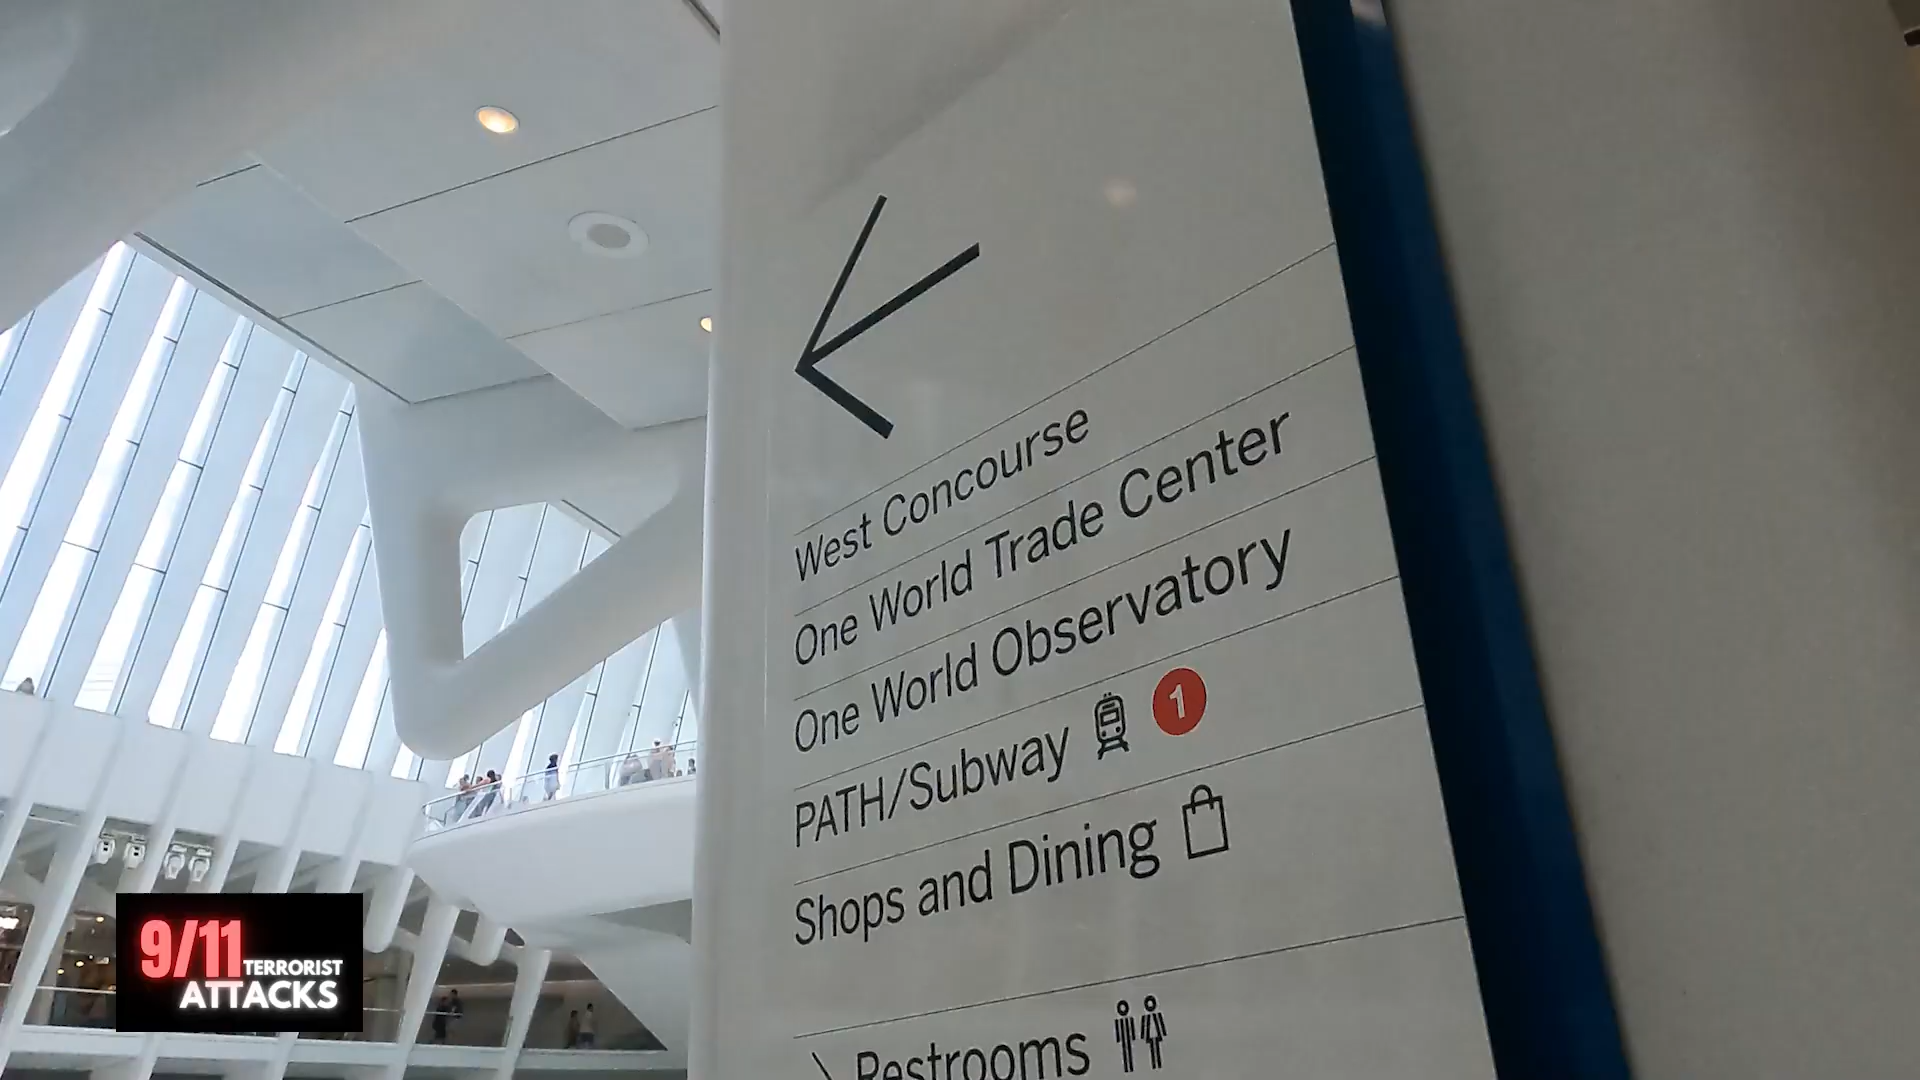 West Concourse
One World Trade Center
One World Observatory
PATH/Subway 1
Shops and Dining
Restrooms
9/11 TERRORIST
ATTACKS